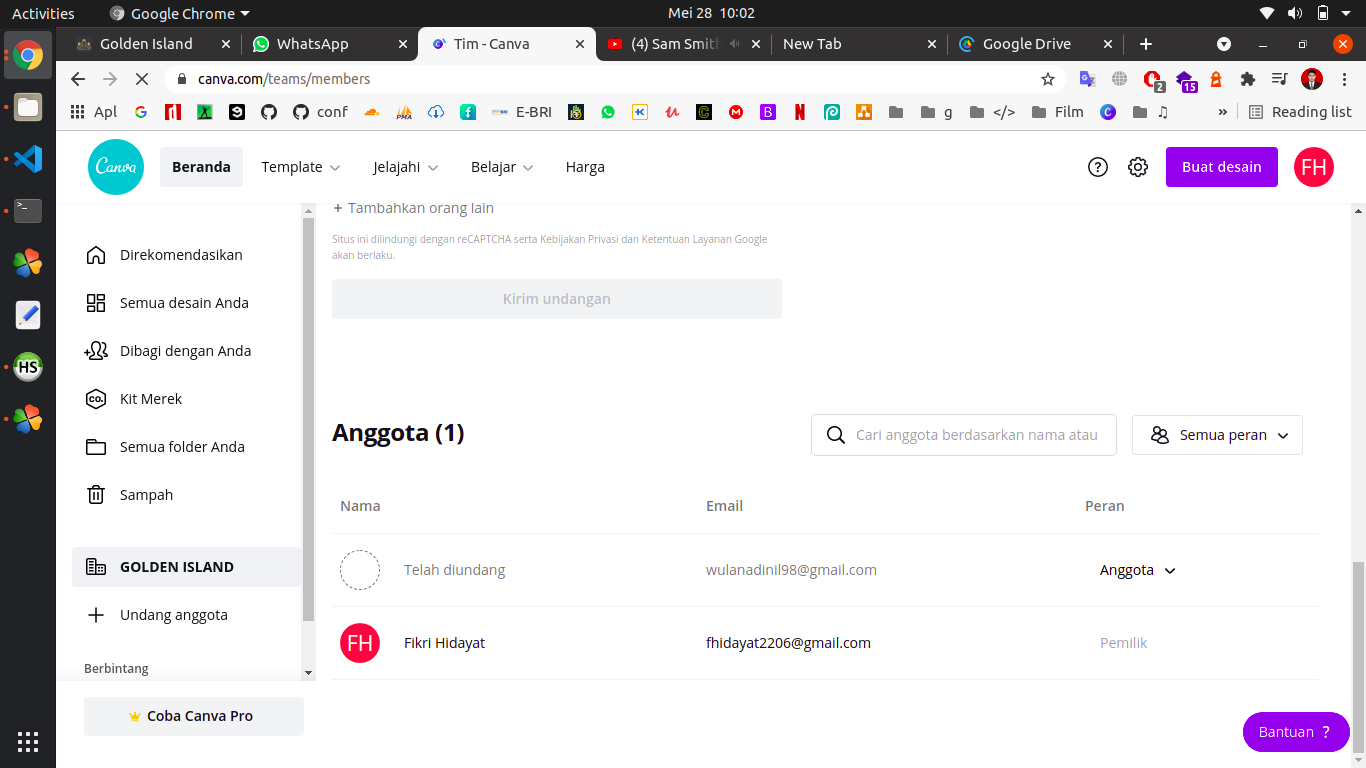 Activities
Google Chrome
Mei 28 10:02
Golden Island
WhatsApp
Tim - Canva
(4) Sam Smith
New Tab
Google Drive
canva.com/teams/members
2
15
Apl
conf
E-BRI
g
</>
Film
»
Reading list
Canva
Beranda
Template
Jelajahi
Belajar
Harga
Buat desain
FH
+ Tambahkan orang lain
Situs ini dilindungi dengan reCAPTCHA serta Kebijakan Privasi dan Ketentuan Layanan Google
akan berlaku.
Kirim undangan
Direkomendasikan
Semua desain Anda
Dibagi dengan Anda
CO.
Kit Merek
Semua folder Anda
Sampah
GOLDEN ISLAND
Undang anggota
Berbintang
Coba Canva Pro
HS
Anggota (1)
Cari anggota berdasarkan nama atau
Semua peran
Nama
Email
Peran
Telah diundang
wulanadinil98@gmail.com
Anggota
FH
Fikri Hidayat
fhidayat2206@gmail.com
Pemilik
Bantuan ?